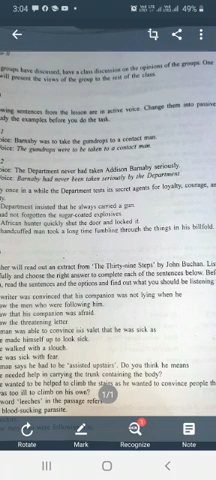 3:04
49%
groups have discussed, have a class discussion on the opinions of the groups. One
will present the views of the group to the rest of the class.
wing sentences from the lesson are in active voice. Change them into passive
udy the examples before you do the task.
1
oice: Barnaby was to take the gumdrops to a contact man.
oice: The gumdrops were to be taken to a contact man.
2
oice: The Department never had taken Addison Barnaby seriously.
oice: Barnaby had never been taken seriously by the Department.
y once in a while the Department tests its secret agents for loyalty, courage, an
ty.
Department insisted that he always carried a gun.
had not forgotten the sugar-coated explosives.
African hunter quickly shut the door and locked it.
handcuffed man took a long time fumbling through the things in his billfold.
cher will read out an extract from 'The Thirty-nine Steps' by John Buchan. Lis
fully and choose the right answer to complete each of the sentences below. Bef
, read the sentences and the options and find out what you should be listening
writer was convinced that his companion was not lying when he
aw the men who were following him.
w that his companion was afraid.
w the threatening letter
man was able to convince his valet that he was sick as
e made himself up to look sick.
e walked with a slouch.
e was sick with fear.
man says he had to be 'assisted upstairs'. Do you think he means
e needed help in carrying the trunk containing the body?
e wanted to be helped to climb the stairs as he wanted to convince people th
as too ill to climb on his own?
word 'leeches' in the passage refers
blood-sucking parasite.
1/1
Rotate
Mark
1
Recognize
Note